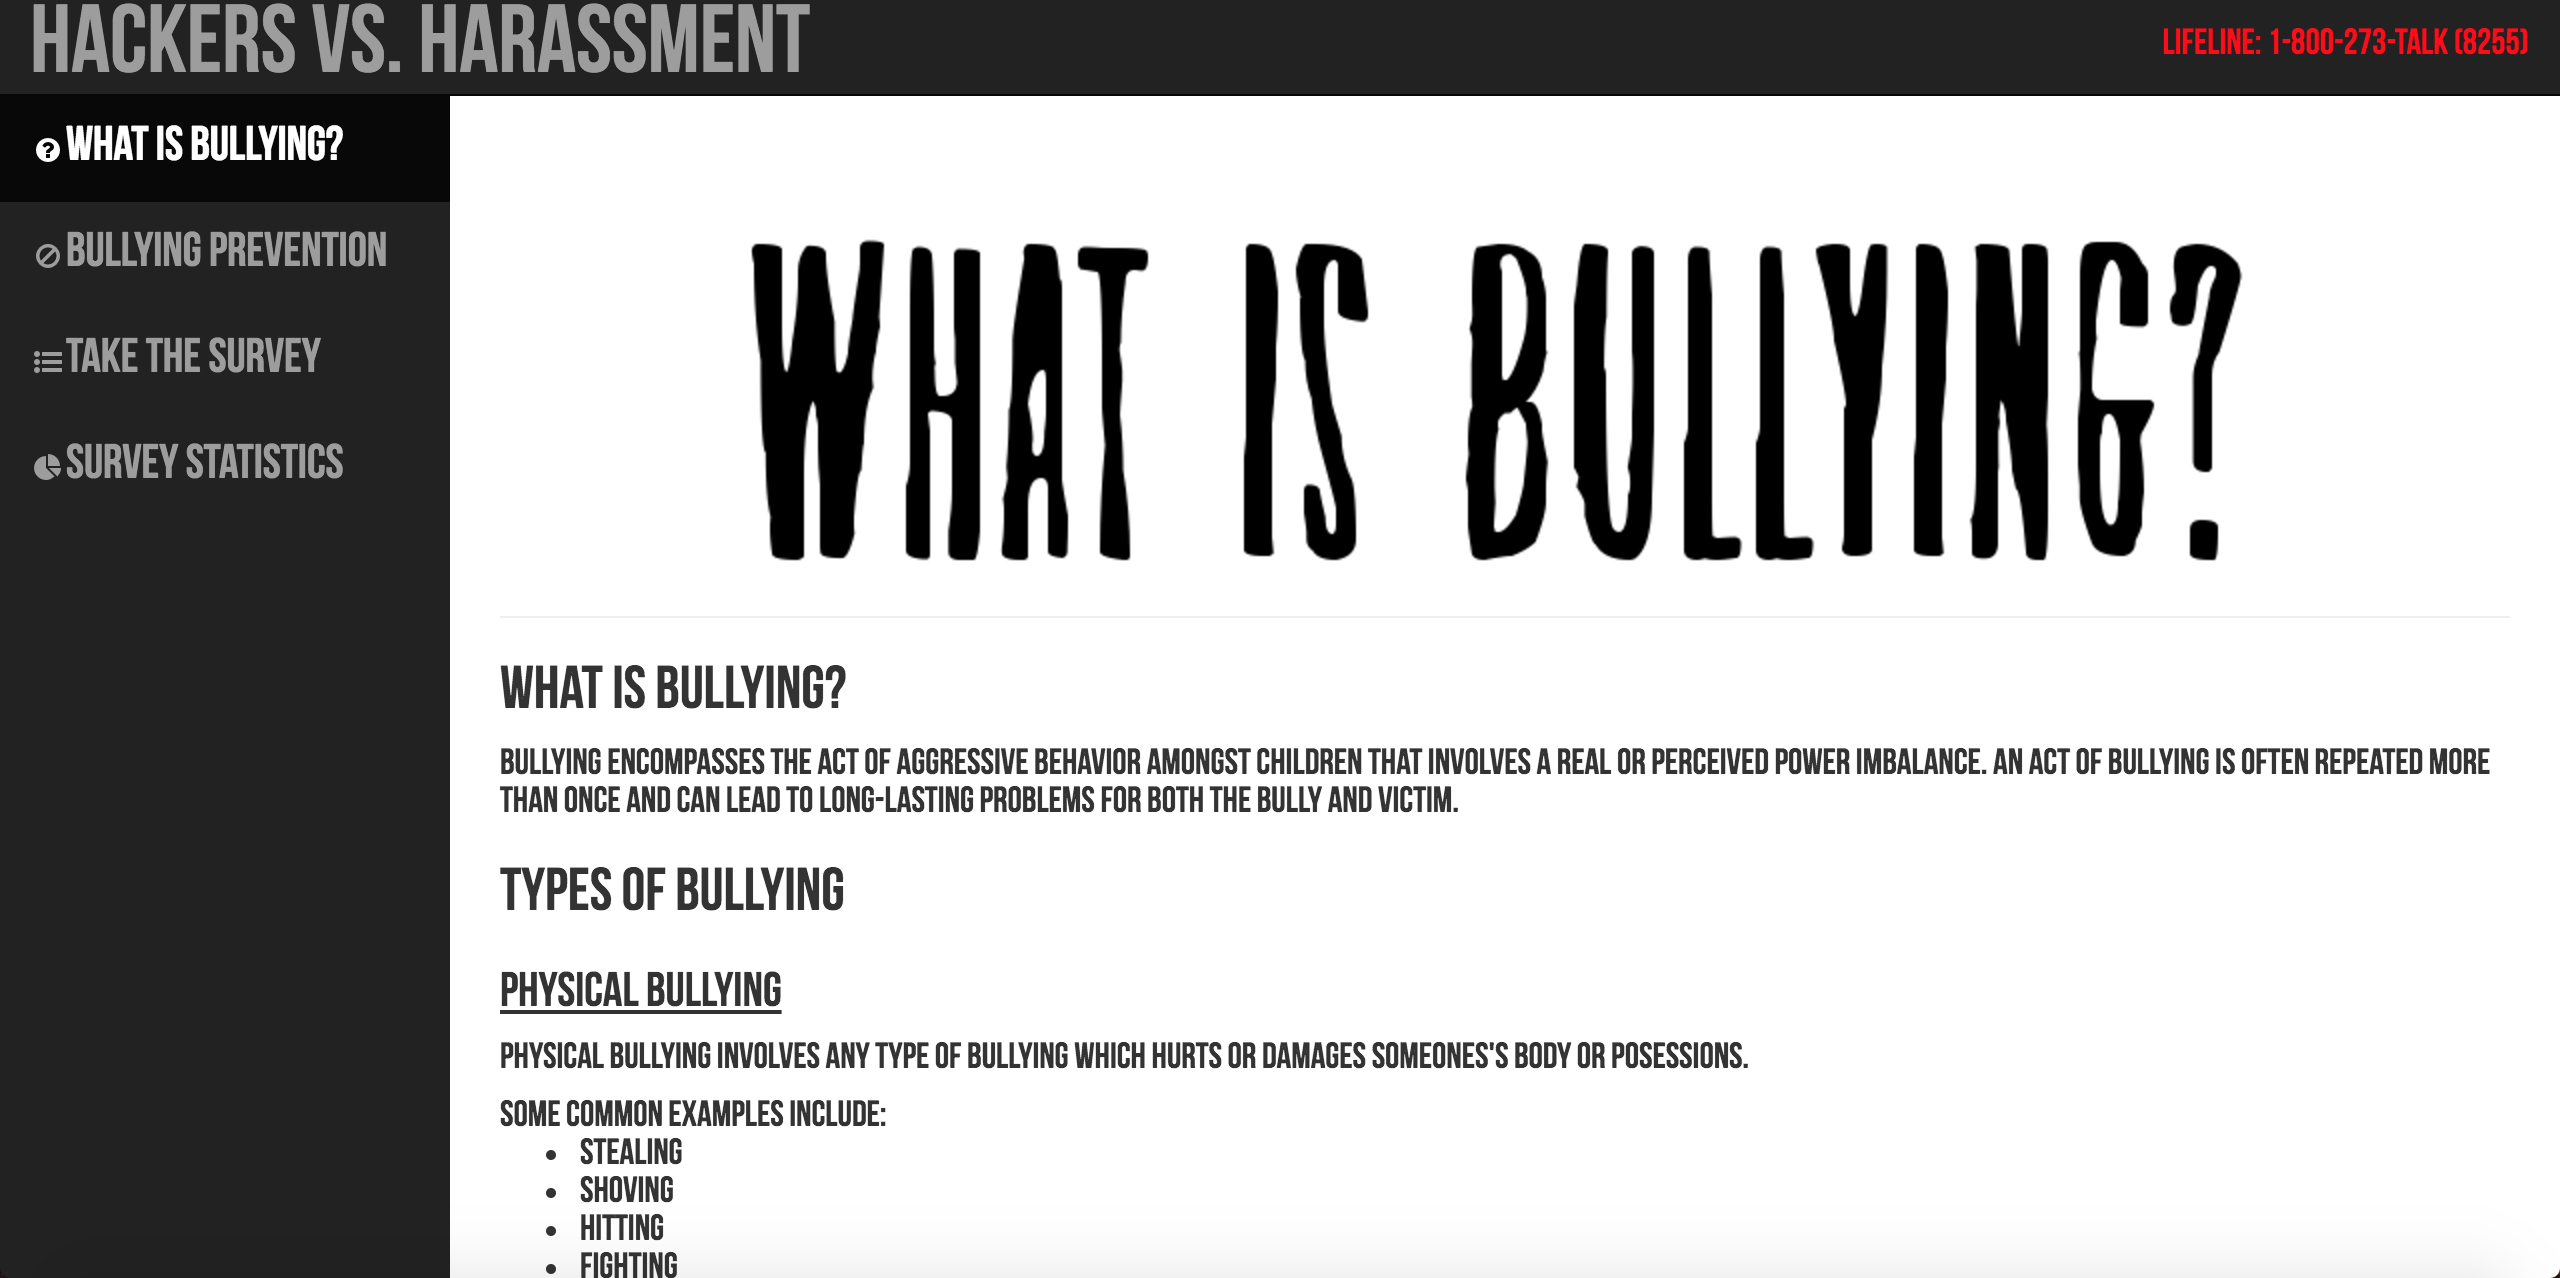 HACKERS VS. HARASSMENT
LIFELINE: 1-800-273-TALK (8255)
WHAT IS BULLYING?
BULLYING PREVENTION
TAKE THE SURVEY
SURVEY STATISTICS
WHAT IS BULLYING?
WHAT IS BULLYING?
BULLYING ENCOMPASSES THE ACT OF AGGRESSIVE BEHAVIOR AMONGST CHILDREN THAT INVOLVES A REAL OR PERCEIVED POWER IMBALANCE. AN ACT OF BULLYING IS OFTEN REPEATED MORE
THAN ONCE AND CAN LEAD TO LONG-LASTING PROBLEMS FOR BOTH THE BULLY AND VICTIM.
TYPES OF BULLYING
PHYSICAL BULLYING
PHYSICAL BULLYING INVOLVES ANY TYPE OF BULLYING WHICH HURTS OR DAMAGES SOMEONES'S BODY OR POSESSIONS.
SOME COMMON EXAMPLES INCLUDE:
• STEALING
• SHOVING
• HITTING
• FIGHTING